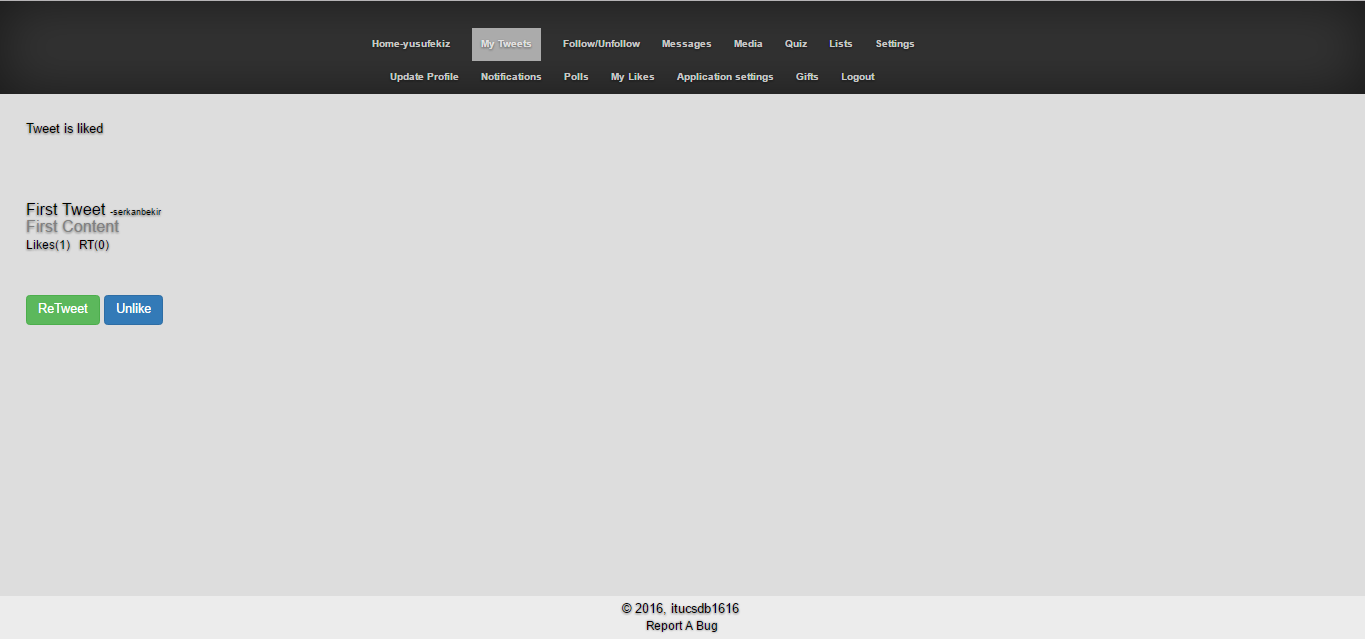 Home-yusufekiz My Tweets Follow/Unfollow Messages Media Quiz Lists Settings
Update Profile Notifications Polls My Likes Application settings Gifts Logout
Tweet is liked
First Tweet -serkanbekir
First Content
Likes(1) RT(0)
ReTweet Unlike
© 2016, itucsdb1616
Report A Bug